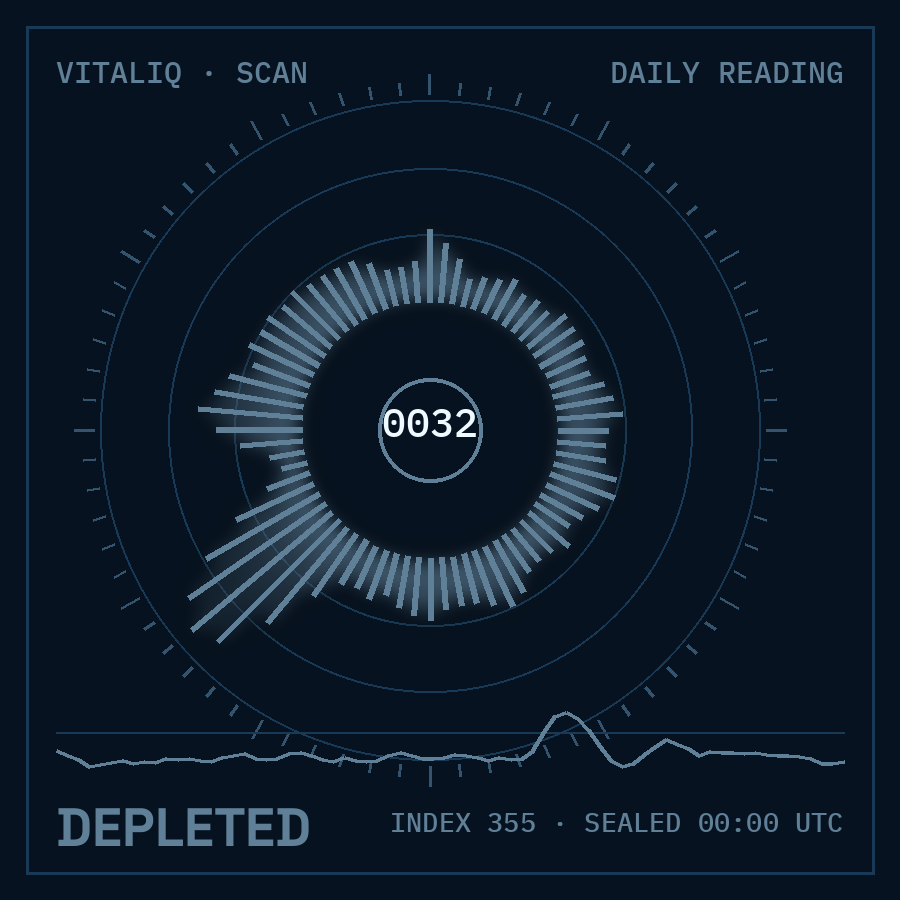 VITALIQ · SCAN
DAILY READING
0032
DEPLETED
INDEX 355 · SEALED 00:00 UTC